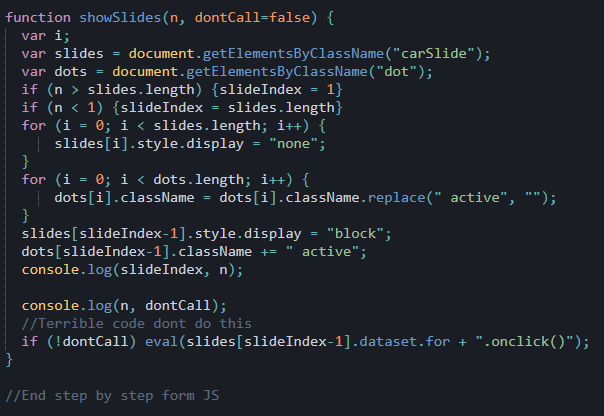 function showSlides(n, dontCall=false) {
  var i;
  var slides = document.getElementsByClassName("carSlide");
  var dots = document.getElementsByClassName("dot");
  if (n > slides.length) {slideIndex = 1}
  if (n < 1) {slideIndex = slides.length}
  for (i = 0; i < slides.length; i++) {
      slides[i].style.display = "none";
  }
  for (i = 0; i < dots.length; i++) {
      dots[i].className = dots[i].className.replace(" active", "");
  }
  slides[slideIndex-1].style.display = "block";
  dots[slideIndex-1].className += " active";
  console.log(slideIndex, n);

  console.log(n, dontCall);
  //Terrible code dont do this
  if (!dontCall) eval(slides[slideIndex-1].dataset.for + ".onclick()");
}

//End step by step form JS